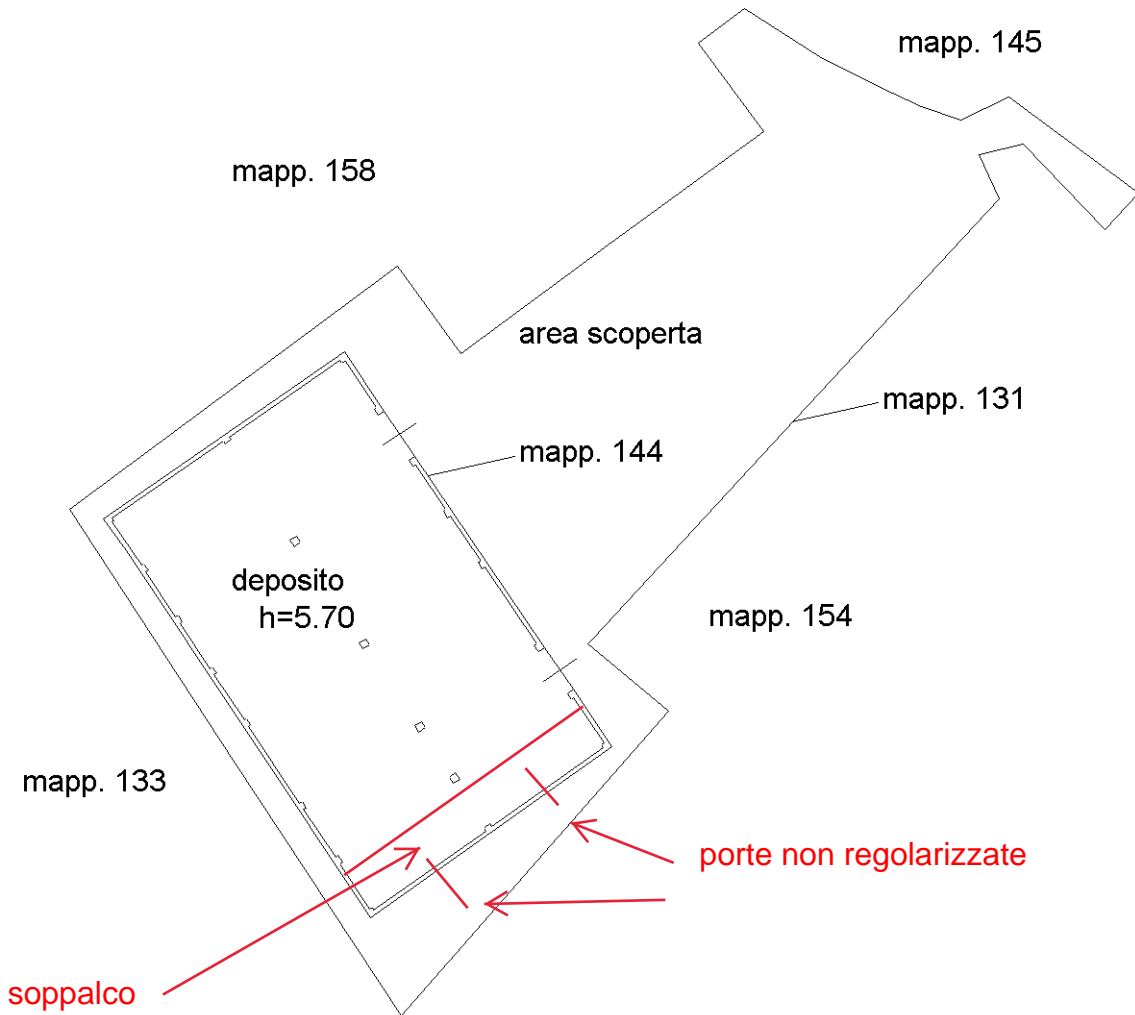 mapp. 145
mapp. 158
area scoperta
mapp. 131
mapp. 144
deposito
h=5.70
mapp. 154
mapp. 133
porte non regolarizzate
soppalco